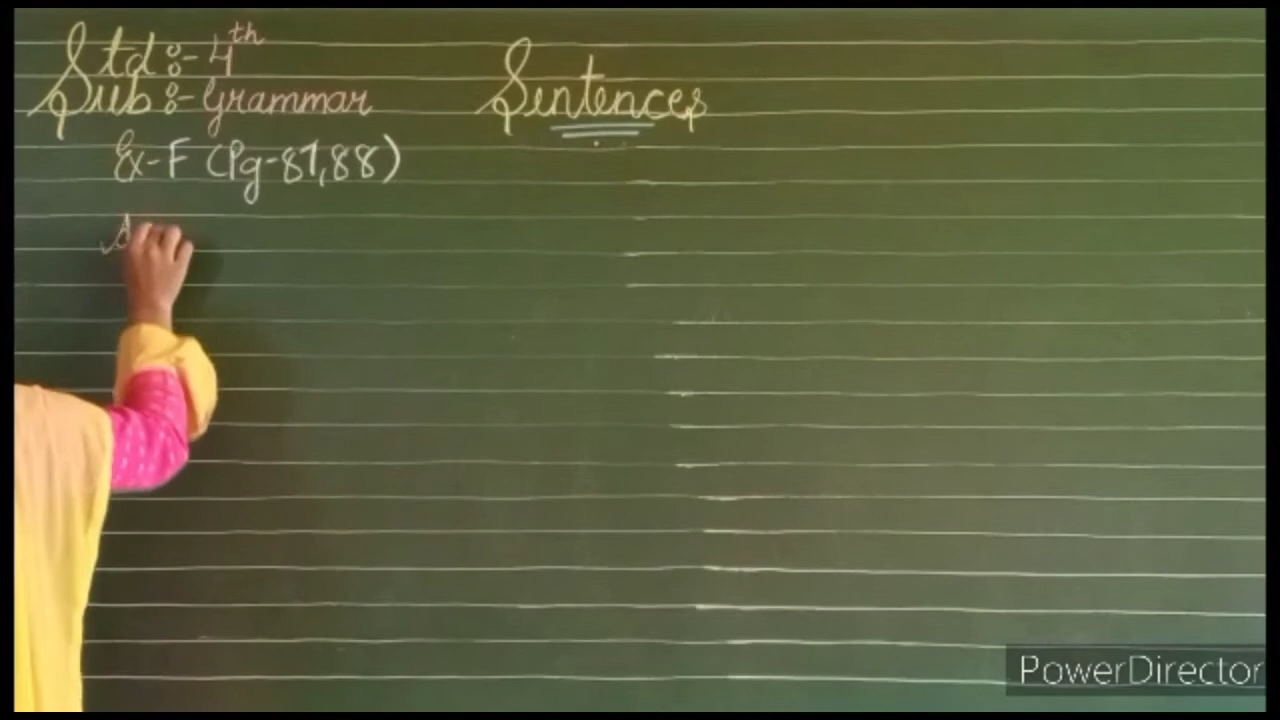 Std :- 4th
Sub :- Grammar
Sentences
Ex-F (Pg-87,88)
PowerDirector